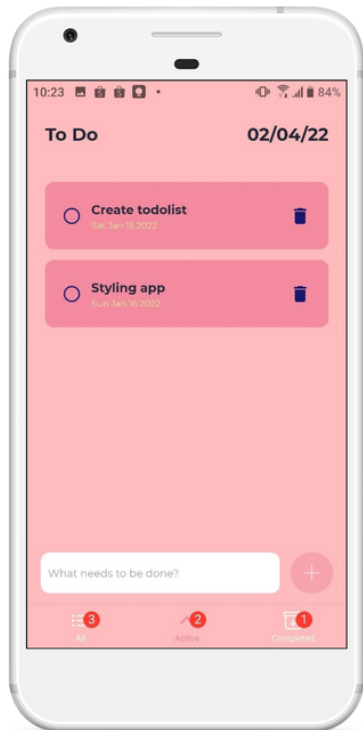 10:23 84%
To Do 02/04/22
Create todolist
Sat Jan 15 2022
Styling app
Sun Jan 16 2022
What needs to be done?
3 2 1
All Active Completed